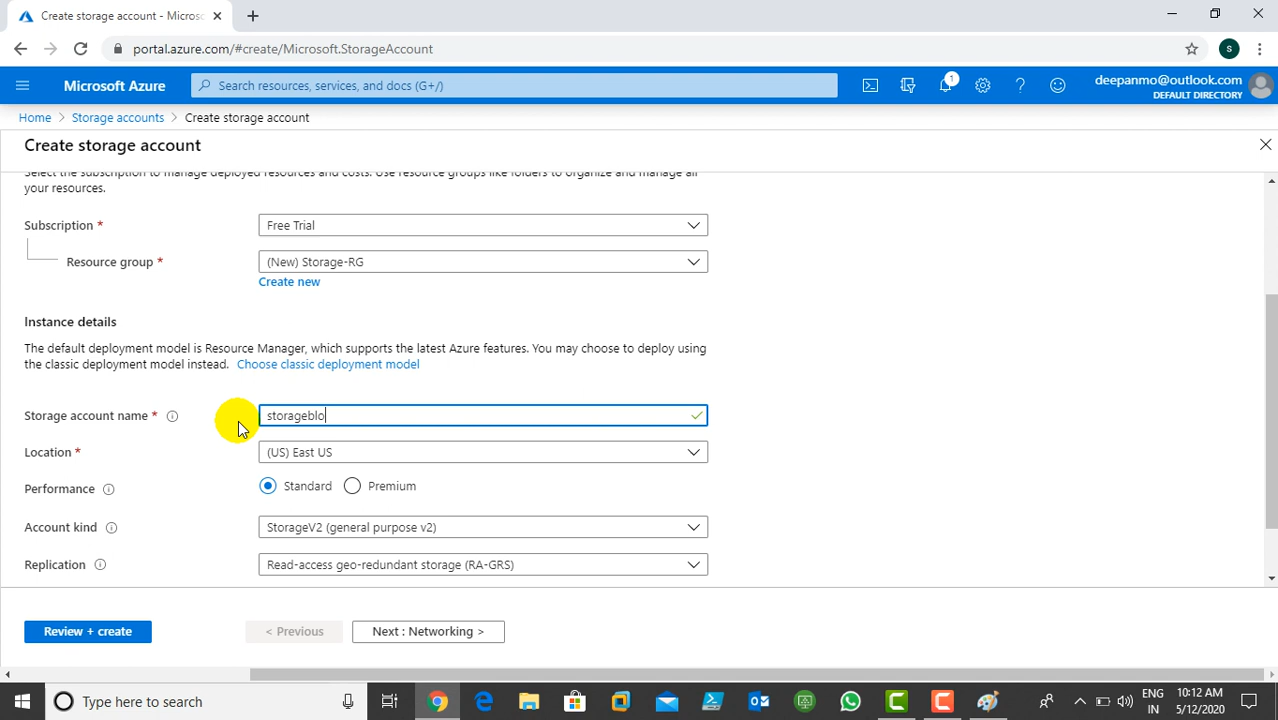 Create storage account - Micros
portal.azure.com/#create/Microsoft.StorageAccount
S
Microsoft Azure
Search resources, services, and docs (G+/)
1
deepanmo@outlook.com
DEFAULT DIRECTORY
Home > Storage accounts > Create storage account
Create storage account
Select the subscription to manage deployed resources and costs. Use resource groups like folders to organize and manage all
your resources.
Subscription *
Free Trial
Resource group *
(New) Storage-RG
Create new
Instance details
The default deployment model is Resource Manager, which supports the latest Azure features. You may choose to deploy using
the classic deployment model instead. Choose classic deployment model
Storage account name *
storageblo
Location *
(US) East US
Performance
Standard
Premium
Account kind
StorageV2 (general purpose v2)
Replication
Read-access geo-redundant storage (RA-GRS)
Review + create
< Previous
Next : Networking >
Type here to search
ENG
IN
10:12 AM
5/12/2020